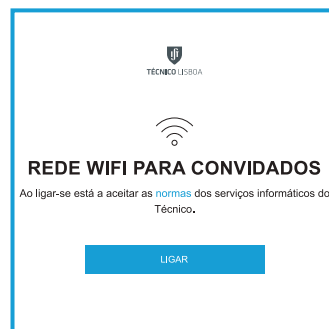 TÉCNICO LISBOA
REDE WIFI PARA CONVIDADOS
Ao ligar-se está a aceitar as normas dos serviços informáticos do
Técnico.
LIGAR